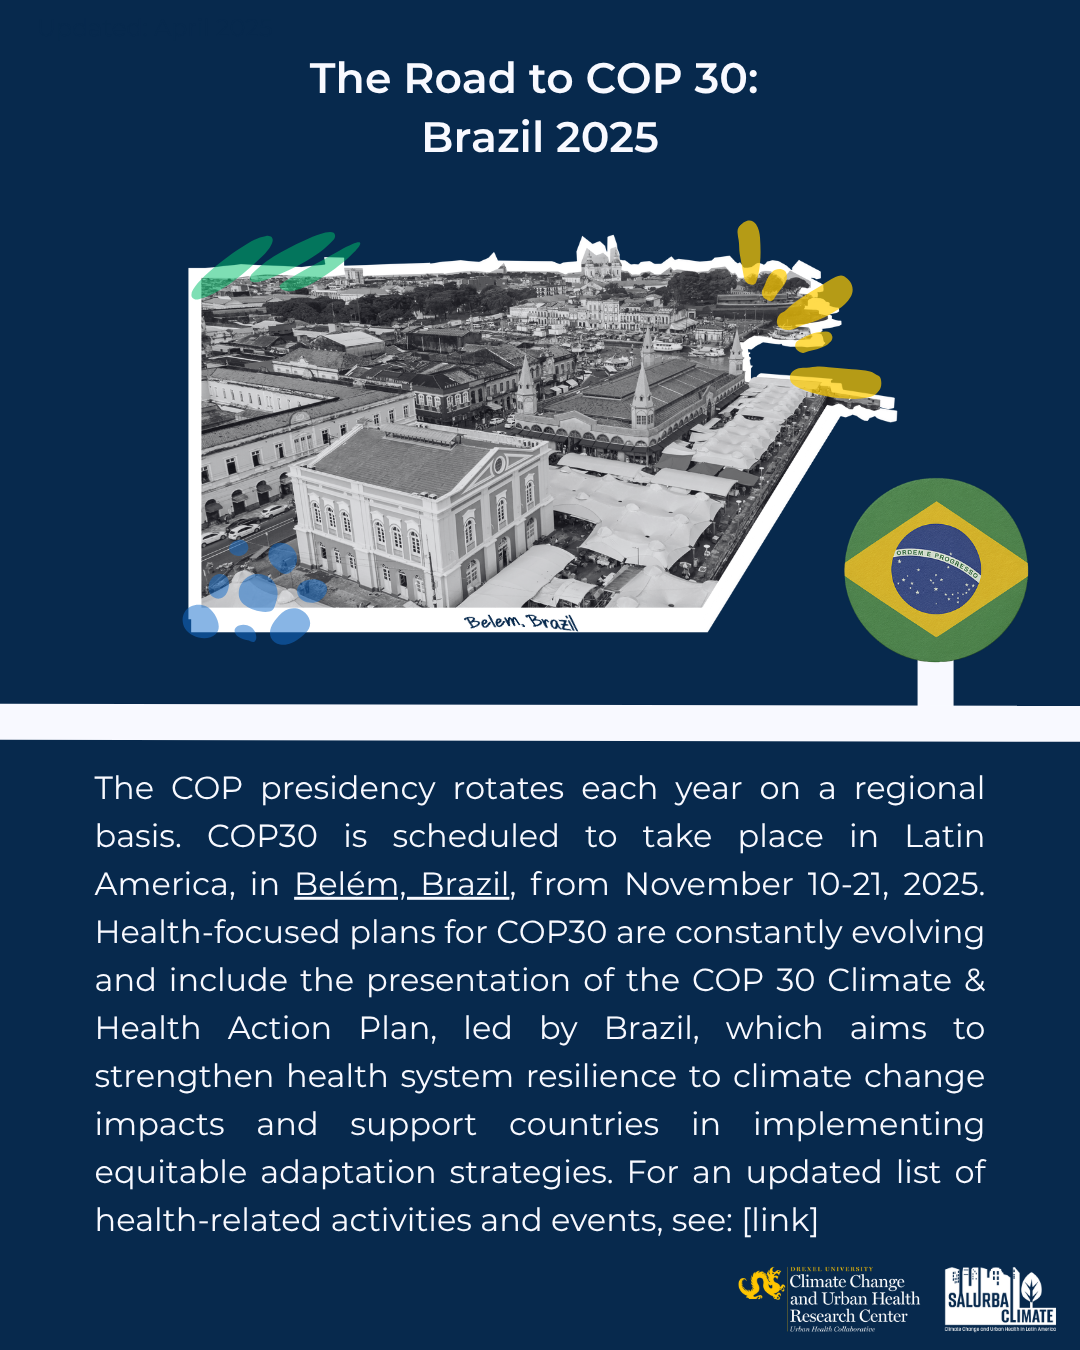 The Road to COP 30:
Brazil 2025
Belem, Brazil
ORDEM E PROGRESSO
The COP presidency rotates each year on a regional
basis. COP30 is scheduled to take place in Latin
America, in Belém, Brazil, from November 10-21, 2025.
Health-focused plans for COP30 are constantly evolving
and include the presentation of the COP 30 Climate &
Health Action Plan, led by Brazil, which aims to
strengthen health system resilience to climate change
impacts and support countries in implementing
equitable adaptation strategies. For an updated list of
health-related activities and events, see: [link]
DREXEL UNIVERSITY
Climate Change
and Urban Health
Research Center
Urban Health Collaborative
SALURBAL
CLIMATE
Climate Change and Urban Health in Latin America